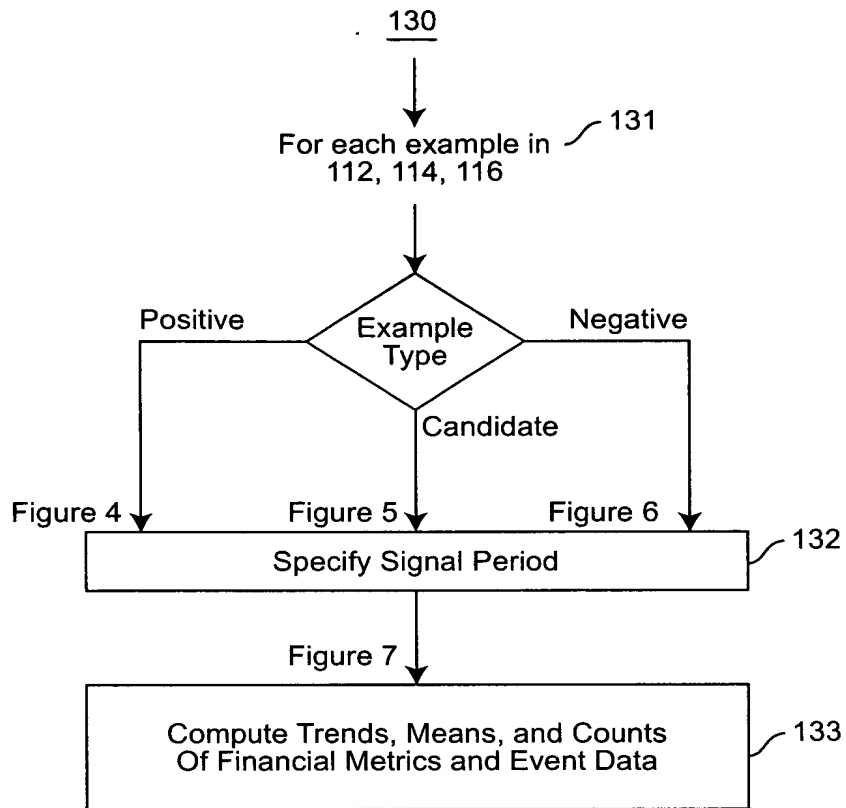 130
For each example in
131
112, 114, 116
Example
Type
Positive
Negative
Candidate
Figure 4
Figure 5
Figure 6
Specify Signal Period
132
Figure 7
Compute Trends, Means, and Counts
Of Financial Metrics and Event Data
133